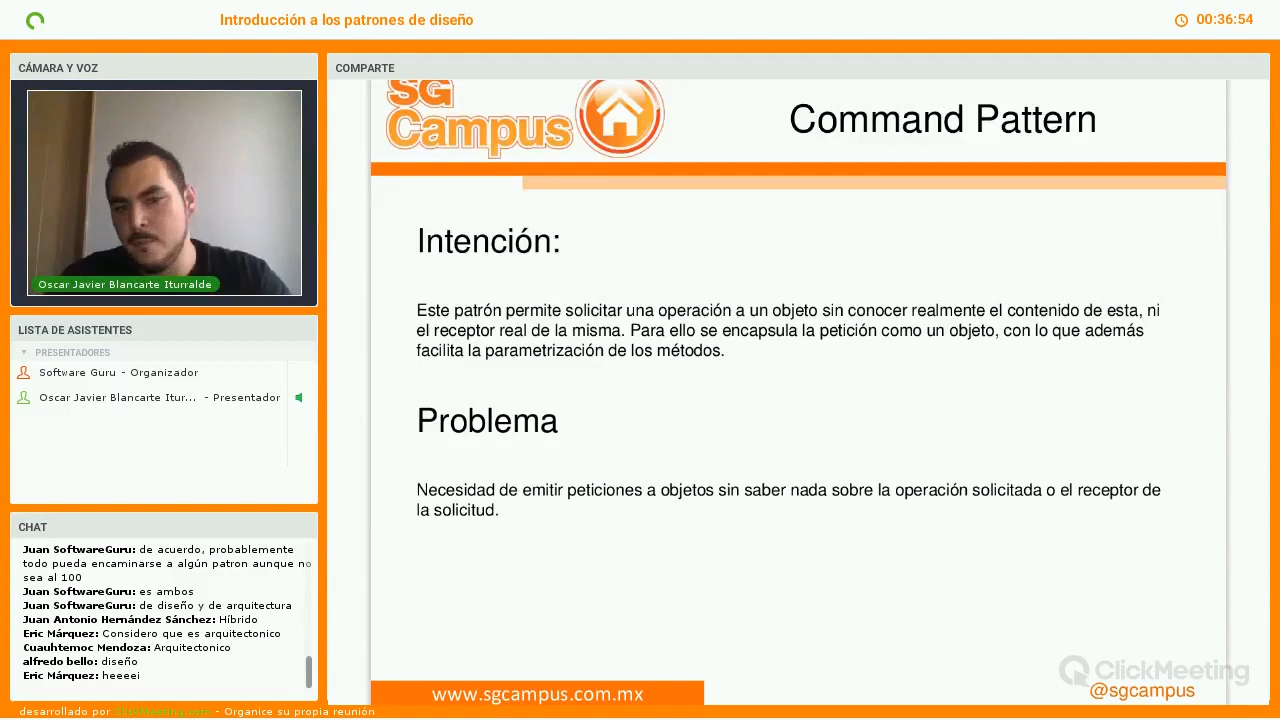 Introducción a los patrones de diseño
00:36:54
CÁMARA Y VOZ
Oscar Javier Blancarte Iturralde
LISTA DE ASISTENTES
PRESENTADORES
Software Guru - Organizador
Oscar Javier Blancarte Itur... - Presentador
CHAT
Juan SoftwareGuru: de acuerdo, probablemente
todo pueda encaminarse a algún patron aunque no
sea al 100
Juan SoftwareGuru: es ambos
Juan SoftwareGuru: de diseño y de arquitectura
Juan Antonio Hernández Sánchez: Híbrido
Eric Márquez: Considero que es arquitectonico
Cuauhtemoc Mendoza: Arquitectonico
alfredo bello: diseño
Eric Márquez: heeeei
desarrollado por ClickMeeting.com - Organice su propia reunión
COMPARTE
SG
Campus
Command Pattern
Intención:
Este patrón permite solicitar una operación a un objeto sin conocer realmente el contenido de esta, ni
el receptor real de la misma. Para ello se encapsula la petición como un objeto, con lo que además
facilita la parametrización de los métodos.
Problema
Necesidad de emitir peticiones a objetos sin saber nada sobre la operación solicitada o el receptor de
la solicitud.
ClickMeeting
www.sgcampus.com.mx
@sgcampus